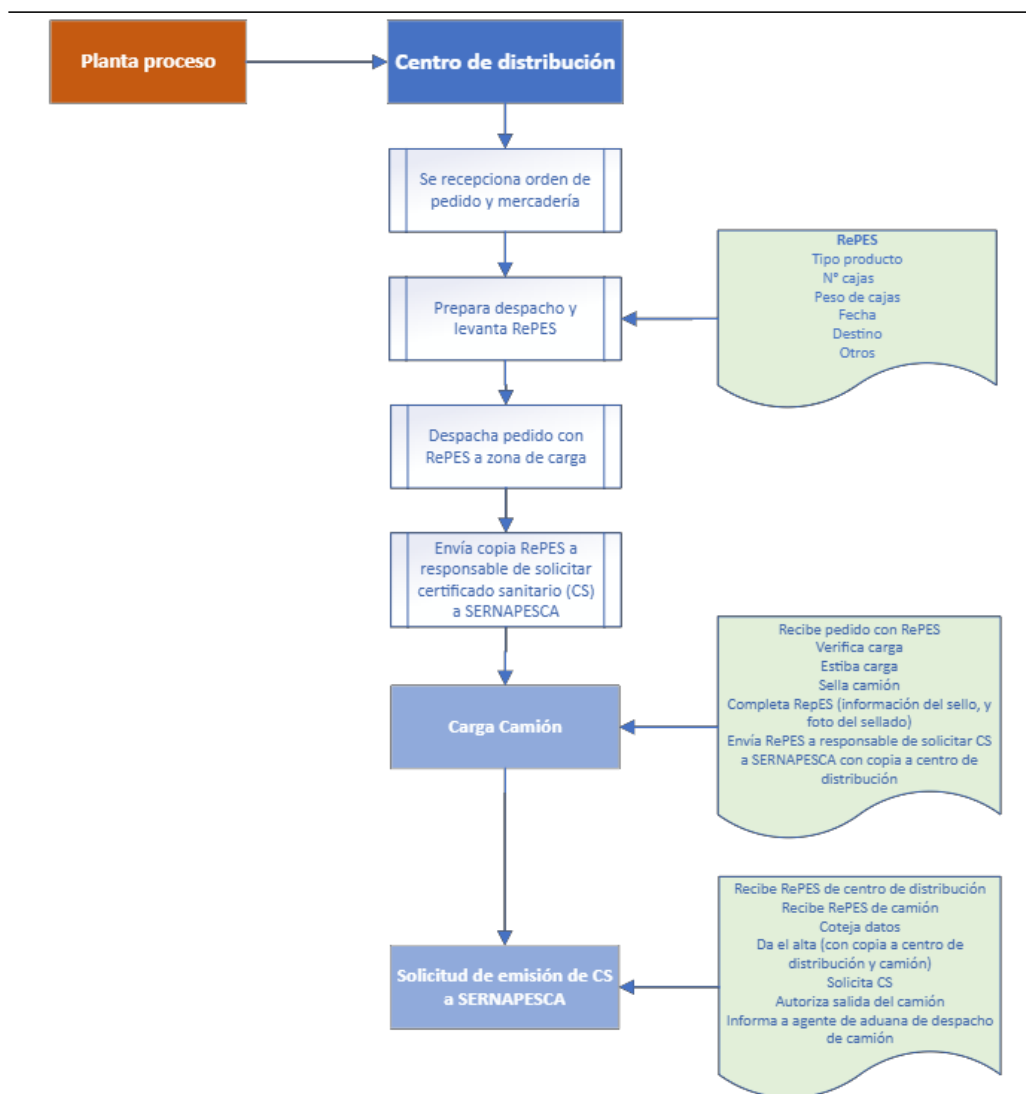 Planta proceso
Centro de distribución
Se recepciona orden de
pedido y mercadería
RePES
Tipo producto
N° cajas
Peso de cajas
Fecha
Destino
Otros
Prepara despacho y
levanta RePES
Despacha pedido con
RePES a zona de carga
Envía copia RePES a
responsable de solicitar
certificado sanitario (CS)
a SERNAPESCA
Recibe pedido con RePES
Verifica carga
Estiba carga
Sella camión
Completa RepES (información del sello, y
foto del sellado)
Envía RePES a responsable de solicitar CS
a SERNAPESCA con copia a centro de
distribución
Carga Camión
Recibe RePES de centro de distribución
Recibe RePES de camión
Coteja datos
Da el alta (con copia a centro de
distribución y camión)
Solicita CS
Autoriza salida del camión
Informa a agente de aduana de despacho
de camión
Solicitud de emisión de CS
a SERNAPESCA